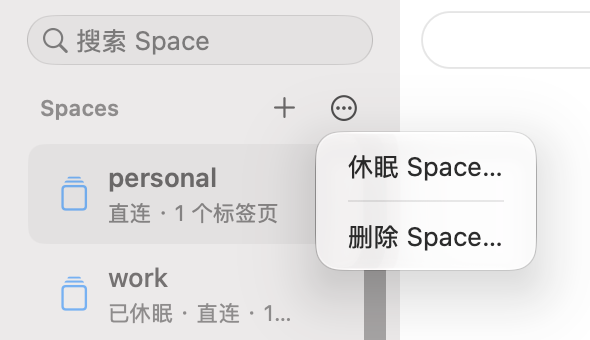 搜索 Space
Spaces
personal
直连 · 1 个标签页
休眠 Space...
删除 Space...
work
已休眠 · 直连 · 1...